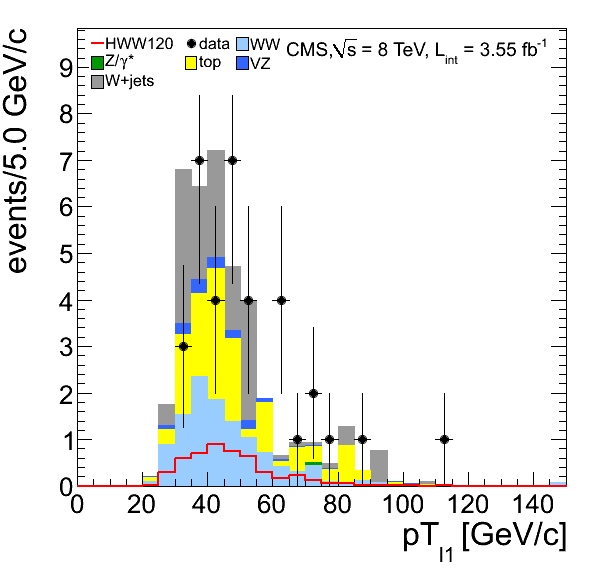 HWW120 data WW CMS,√s = 8 TeV, L_int = 3.55 fb⁻¹
Z/γ* top VZ
W+jets
events/5.0 GeV/c
9
8
7
6
5
4
3
2
1
0
0 20 40 60 80 100 120 140
pT_l1 [GeV/c]